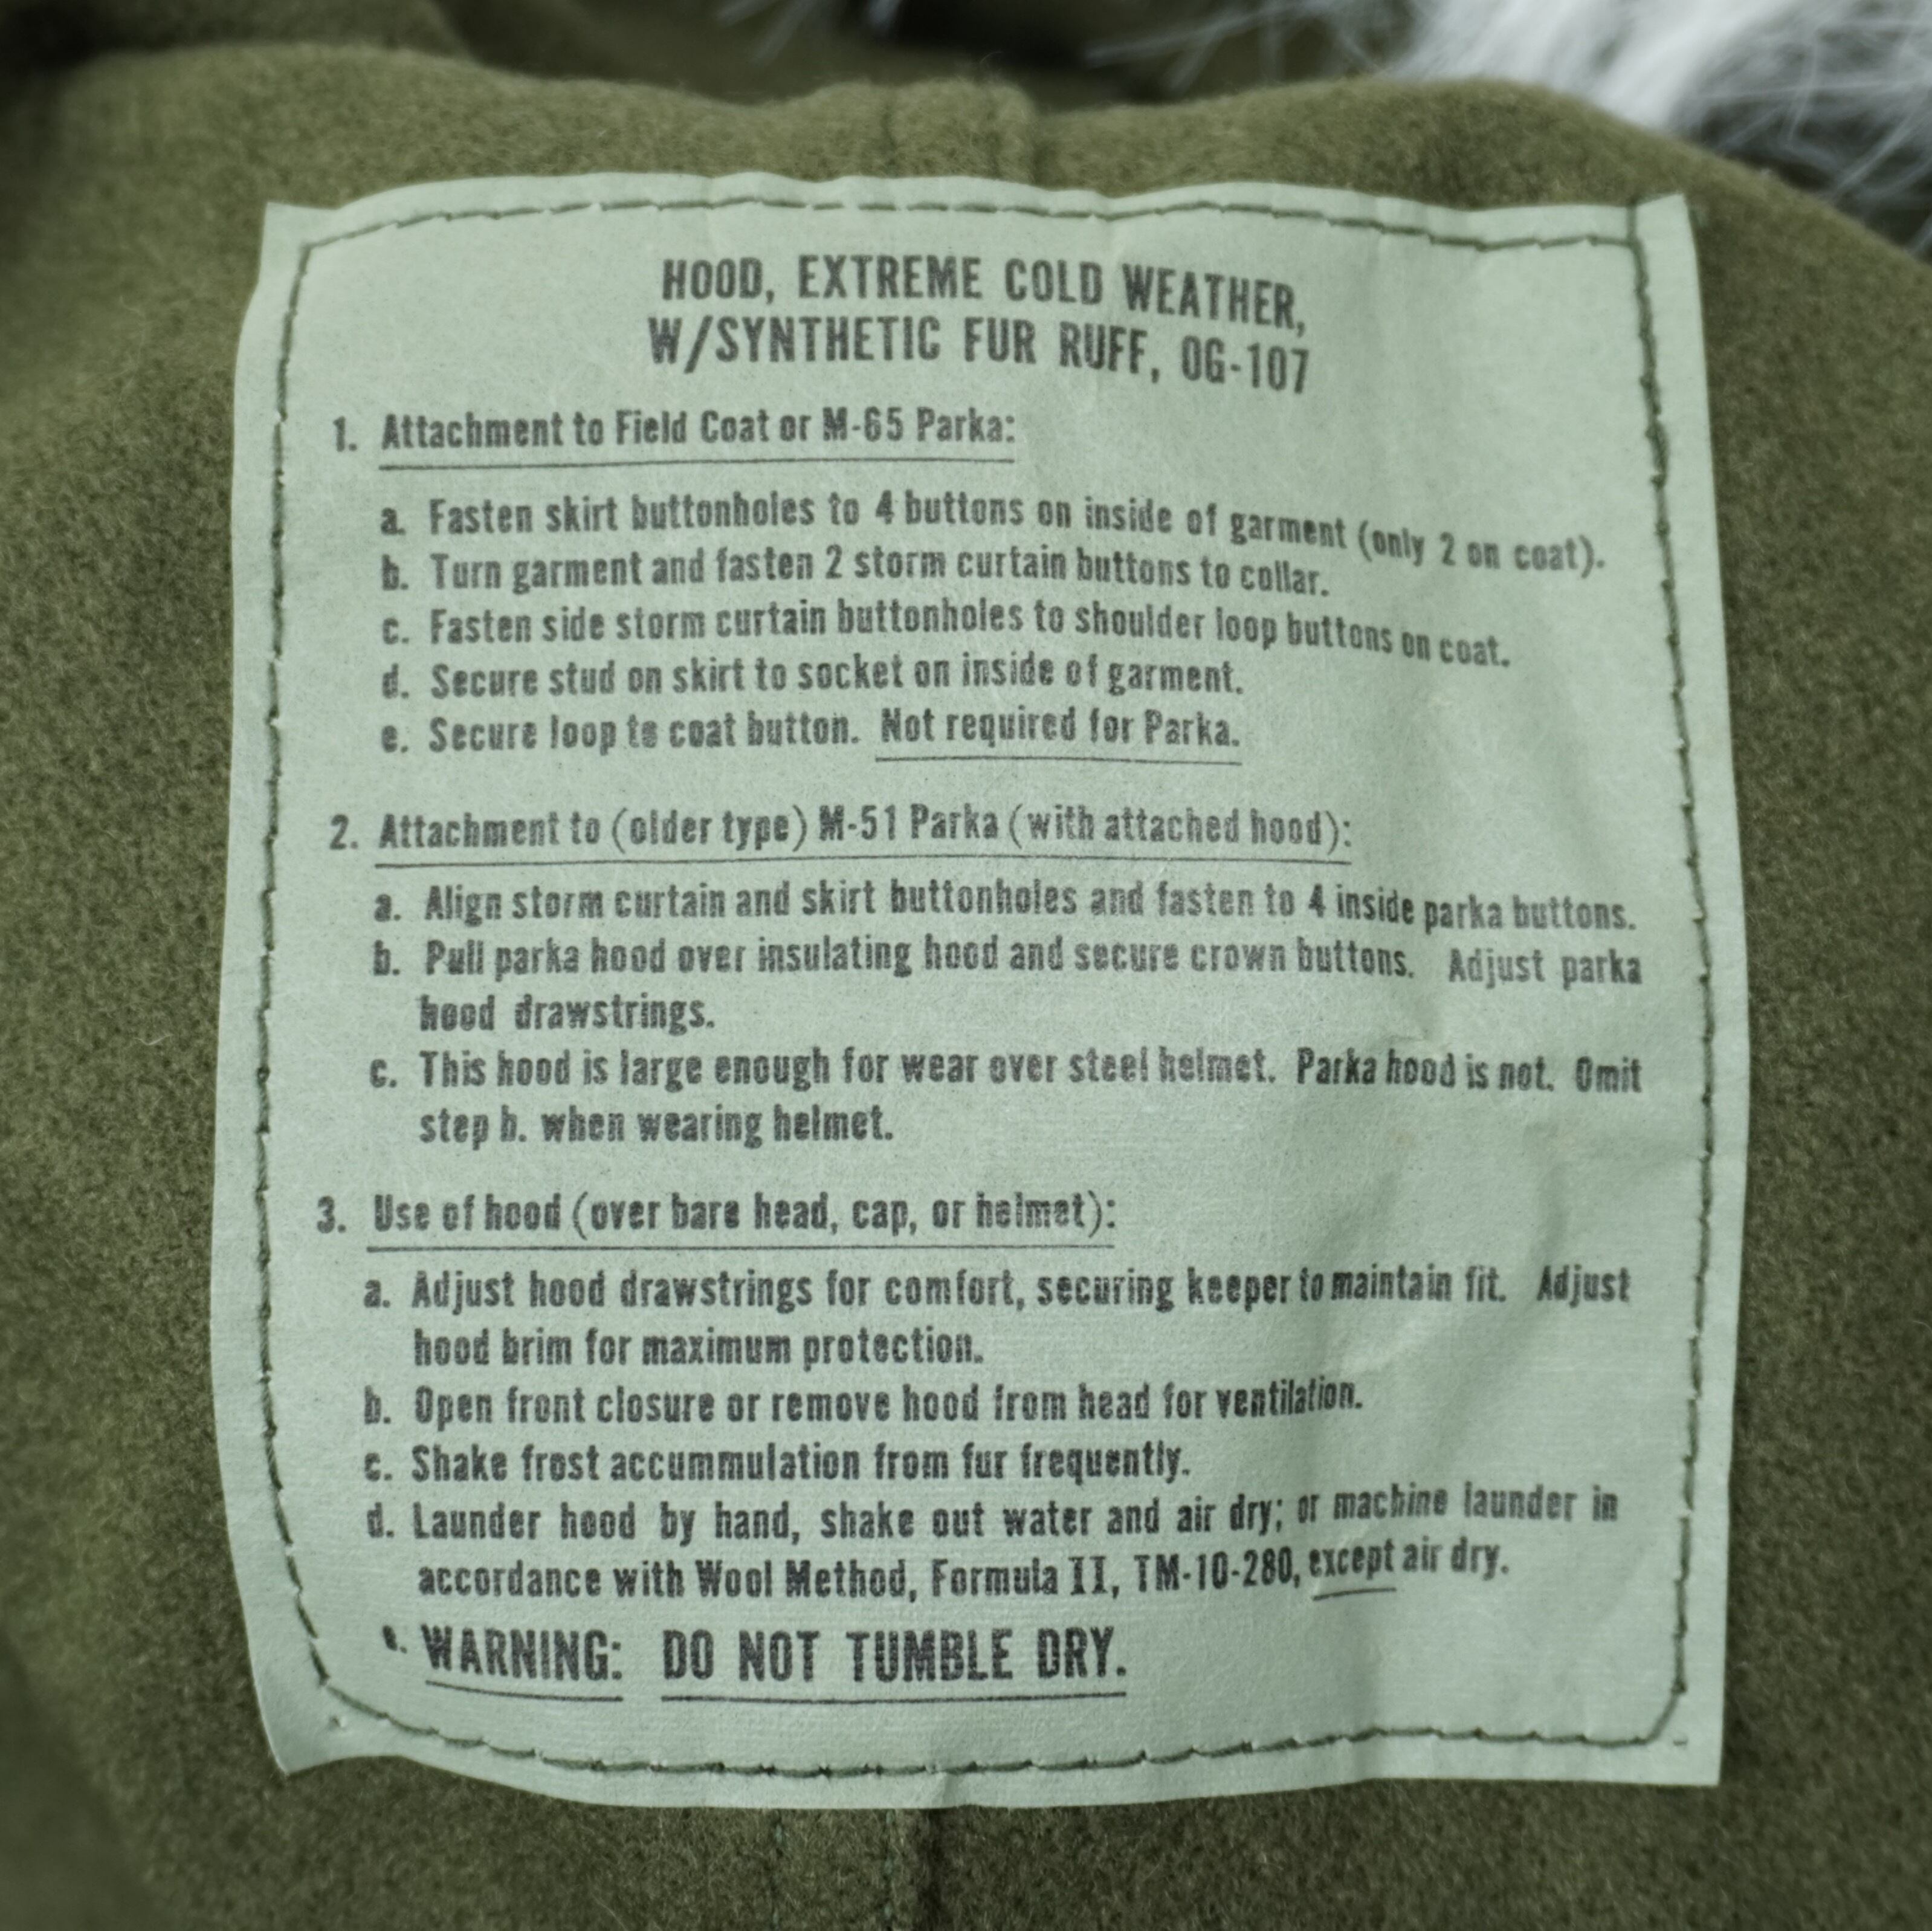 HOOD, EXTREME COLD WEATHER,
W/SYNTHETIC FUR RUFF, OG-107
1. Attachment to Field Coat or M-65 Parka:
a. Fasten skirt buttonholes to 4 buttons on inside of garment (only 2 on coat).
b. Turn garment and fasten 2 storm curtain buttons to collar.
c. Fasten side storm curtain buttonholes to shoulder loop buttons on coat.
d. Secure stud on skirt to socket on inside of garment.
e. Secure loop to coat button. Not required for Parka.
2. Attachment to (older type) M-51 Parka (with attached hood):
a. Align storm curtain and skirt buttonholes and fasten to 4 inside parka buttons.
b. Pull parka hood over insulating hood and secure crown buttons. Adjust parka
hood drawstrings.
c. This hood is large enough for wear over steel helmet. Parka hood is not. Omit
step b. when wearing helmet.
3. Use of hood (over bare head, cap, or helmet):
a. Adjust hood drawstrings for comfort, securing keeper to maintain fit. Adjust
hood brim for maximum protection.
b. Open front closure or remove hood from head for ventilation.
c. Shake frost accummulation from fur frequently.
d. Launder hood by hand, shake out water and air dry; or machine launder in
accordance with Wool Method, Formula II, TM-10-280, except air dry.
WARNING: DO NOT TUMBLE DRY.